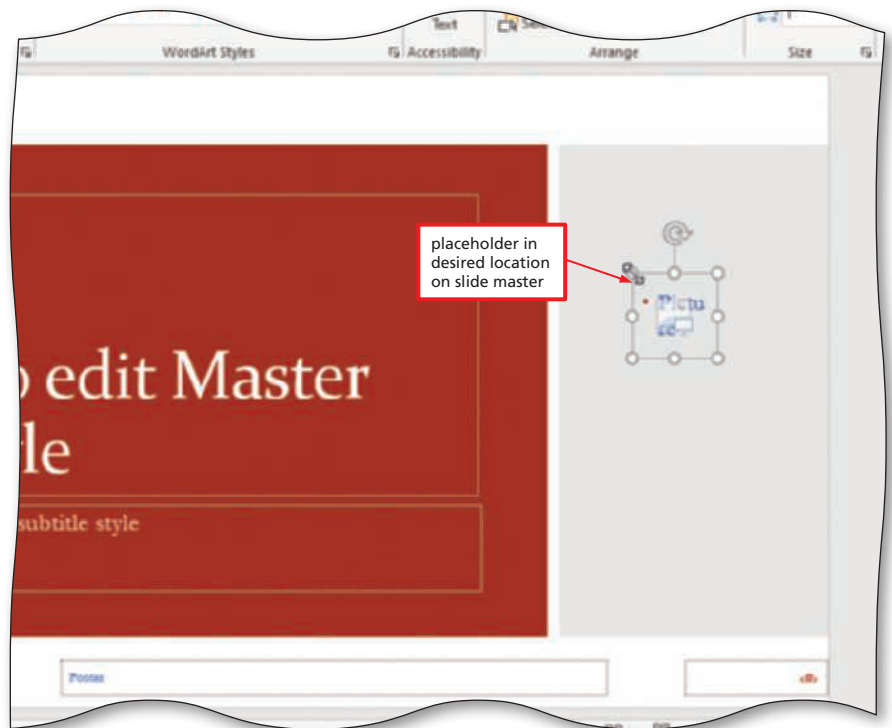 Text
WordArt Styles
Accessibility
Arrange
Size
placeholder in
desired location
on slide master
• Pictu
re
edit Master
le
subtitle style
Footer
‹#›